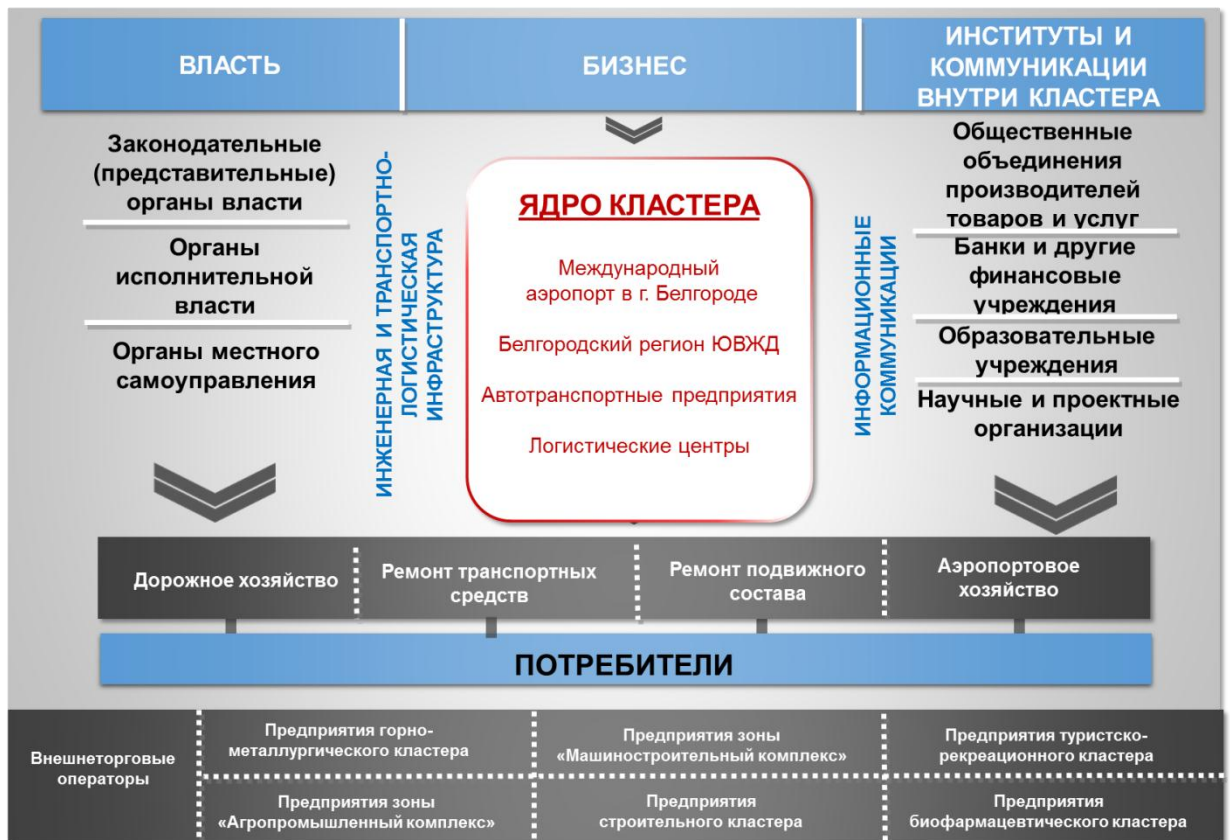 ВЛАСТЬ
БИЗНЕС
ИНСТИТУТЫ И
КОММУНИКАЦИИ
ВНУТРИ КЛАСТЕРА
Законодательные
(представительные)
органы власти
Органы
исполнительной
власти
Органы местного
самоуправления
ИНЖЕНЕРНАЯ И ТРАНСПОРТНО-
ЛОГИСТИЧЕСКАЯ
ИНФРАСТРУКТУРА
ЯДРО КЛАСТЕРА
Международный
аэропорт в г. Белгороде
Белгородский регион ЮВЖД
Автотранспортные предприятия
Логистические центры
ИНФОРМАЦИОННЫЕ
КОММУНИКАЦИИ
Общественные
объединения
производителей
товаров и услуг
Банки и другие
финансовые
учреждения
Образовательные
учреждения
Научные и проектные
организации
Дорожное хозяйство
Ремонт транспортных
средств
Ремонт подвижного
состава
Аэропортовое
хозяйство
ПОТРЕБИТЕЛИ
Внешнеторговые
операторы
Предприятия горно-
металлургического кластера
Предприятия зоны
«Машиностроительный комплекс»
Предприятия туристско-
рекреационного кластера
Предприятия зоны
«Агропромышленный комплекс»
Предприятия
строительного кластера
Предприятия
биофармацевтического кластера